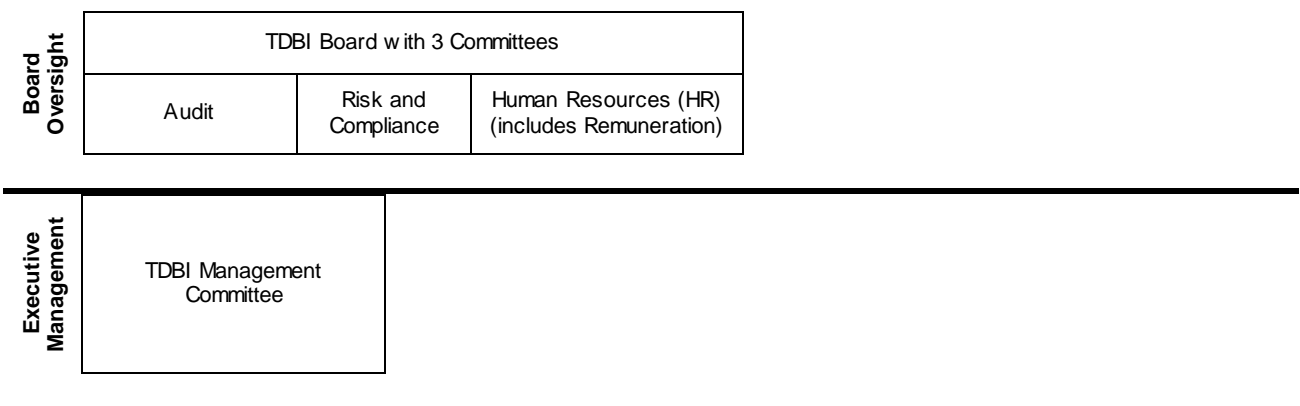 Board
Oversight
TDBI Board with 3 Committees
Audit
Risk and
Compliance
Human Resources (HR)
(includes Remuneration)
Executive
Management
TDBI Management
Committee